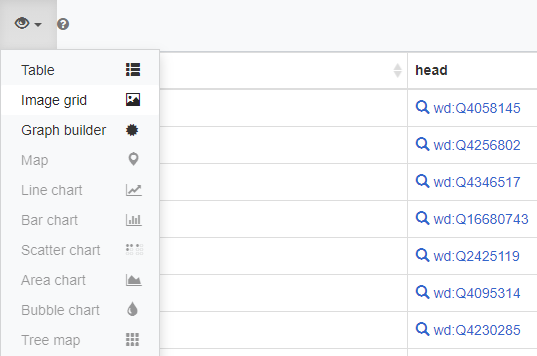 Table
Image grid
Graph builder
Map
Line chart
Bar chart
Scatter chart
Area chart
Bubble chart
Tree map
head
wd:Q4058145
wd:Q4256802
wd:Q4346517
wd:Q16680743
wd:Q2425119
wd:Q4095314
wd:Q4230285